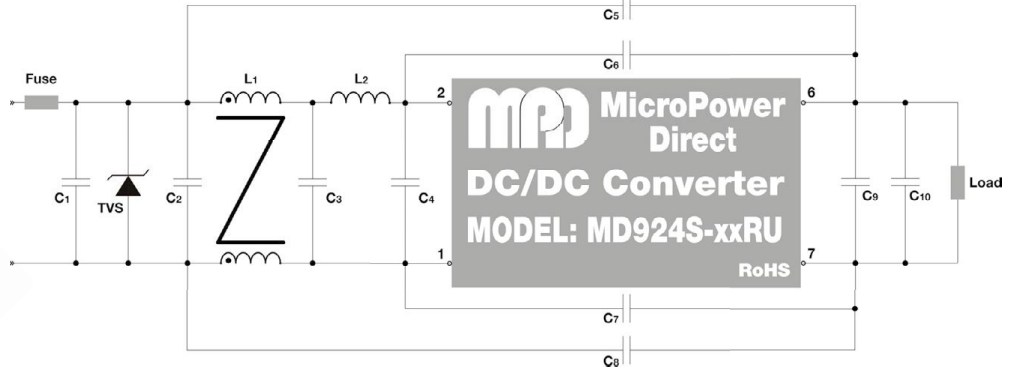 C5
C6
Fuse
L1
L2
2
MPD
MicroPower
Direct
6
DC/DC Converter
C1
TVS
C2
C3
C4
C9
C10
Load
MODEL: MD924S-xxRU
1
RoHS
7
C7
C8